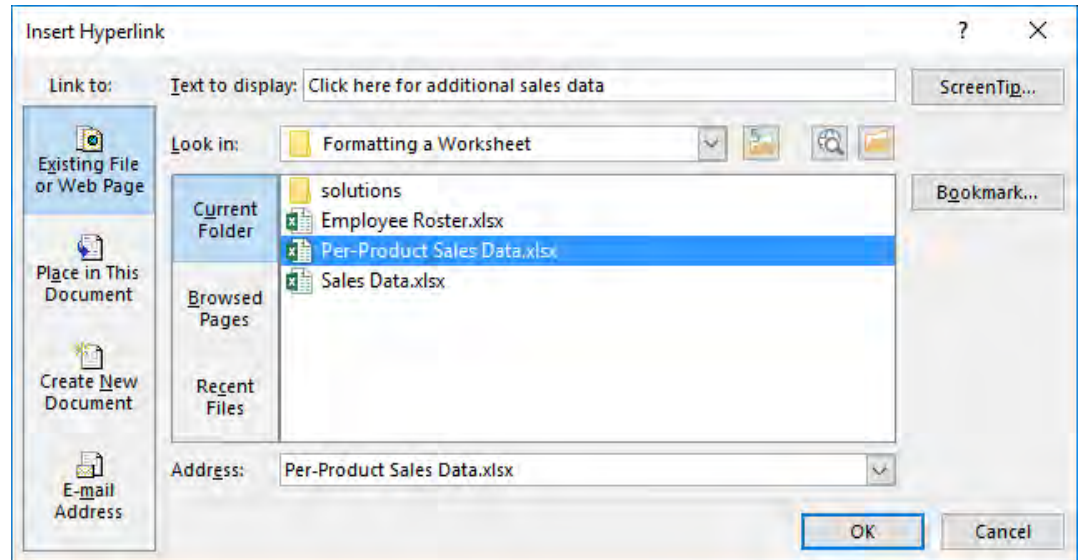 Insert Hyperlink
? X
Link to:
Text to display: Click here for additional sales data
ScreenTip...
Existing File
or Web Page
Look in: Formatting a Worksheet
Place in This
Document
Create New
Document
E-mail
Address
Current
Folder
Browsed
Pages
Recent
Files
solutions
Employee Roster.xlsx
Per-Product Sales Data.xlsx
Sales Data.xlsx
Bookmark...
Address: Per-Product Sales Data.xlsx
OK
Cancel